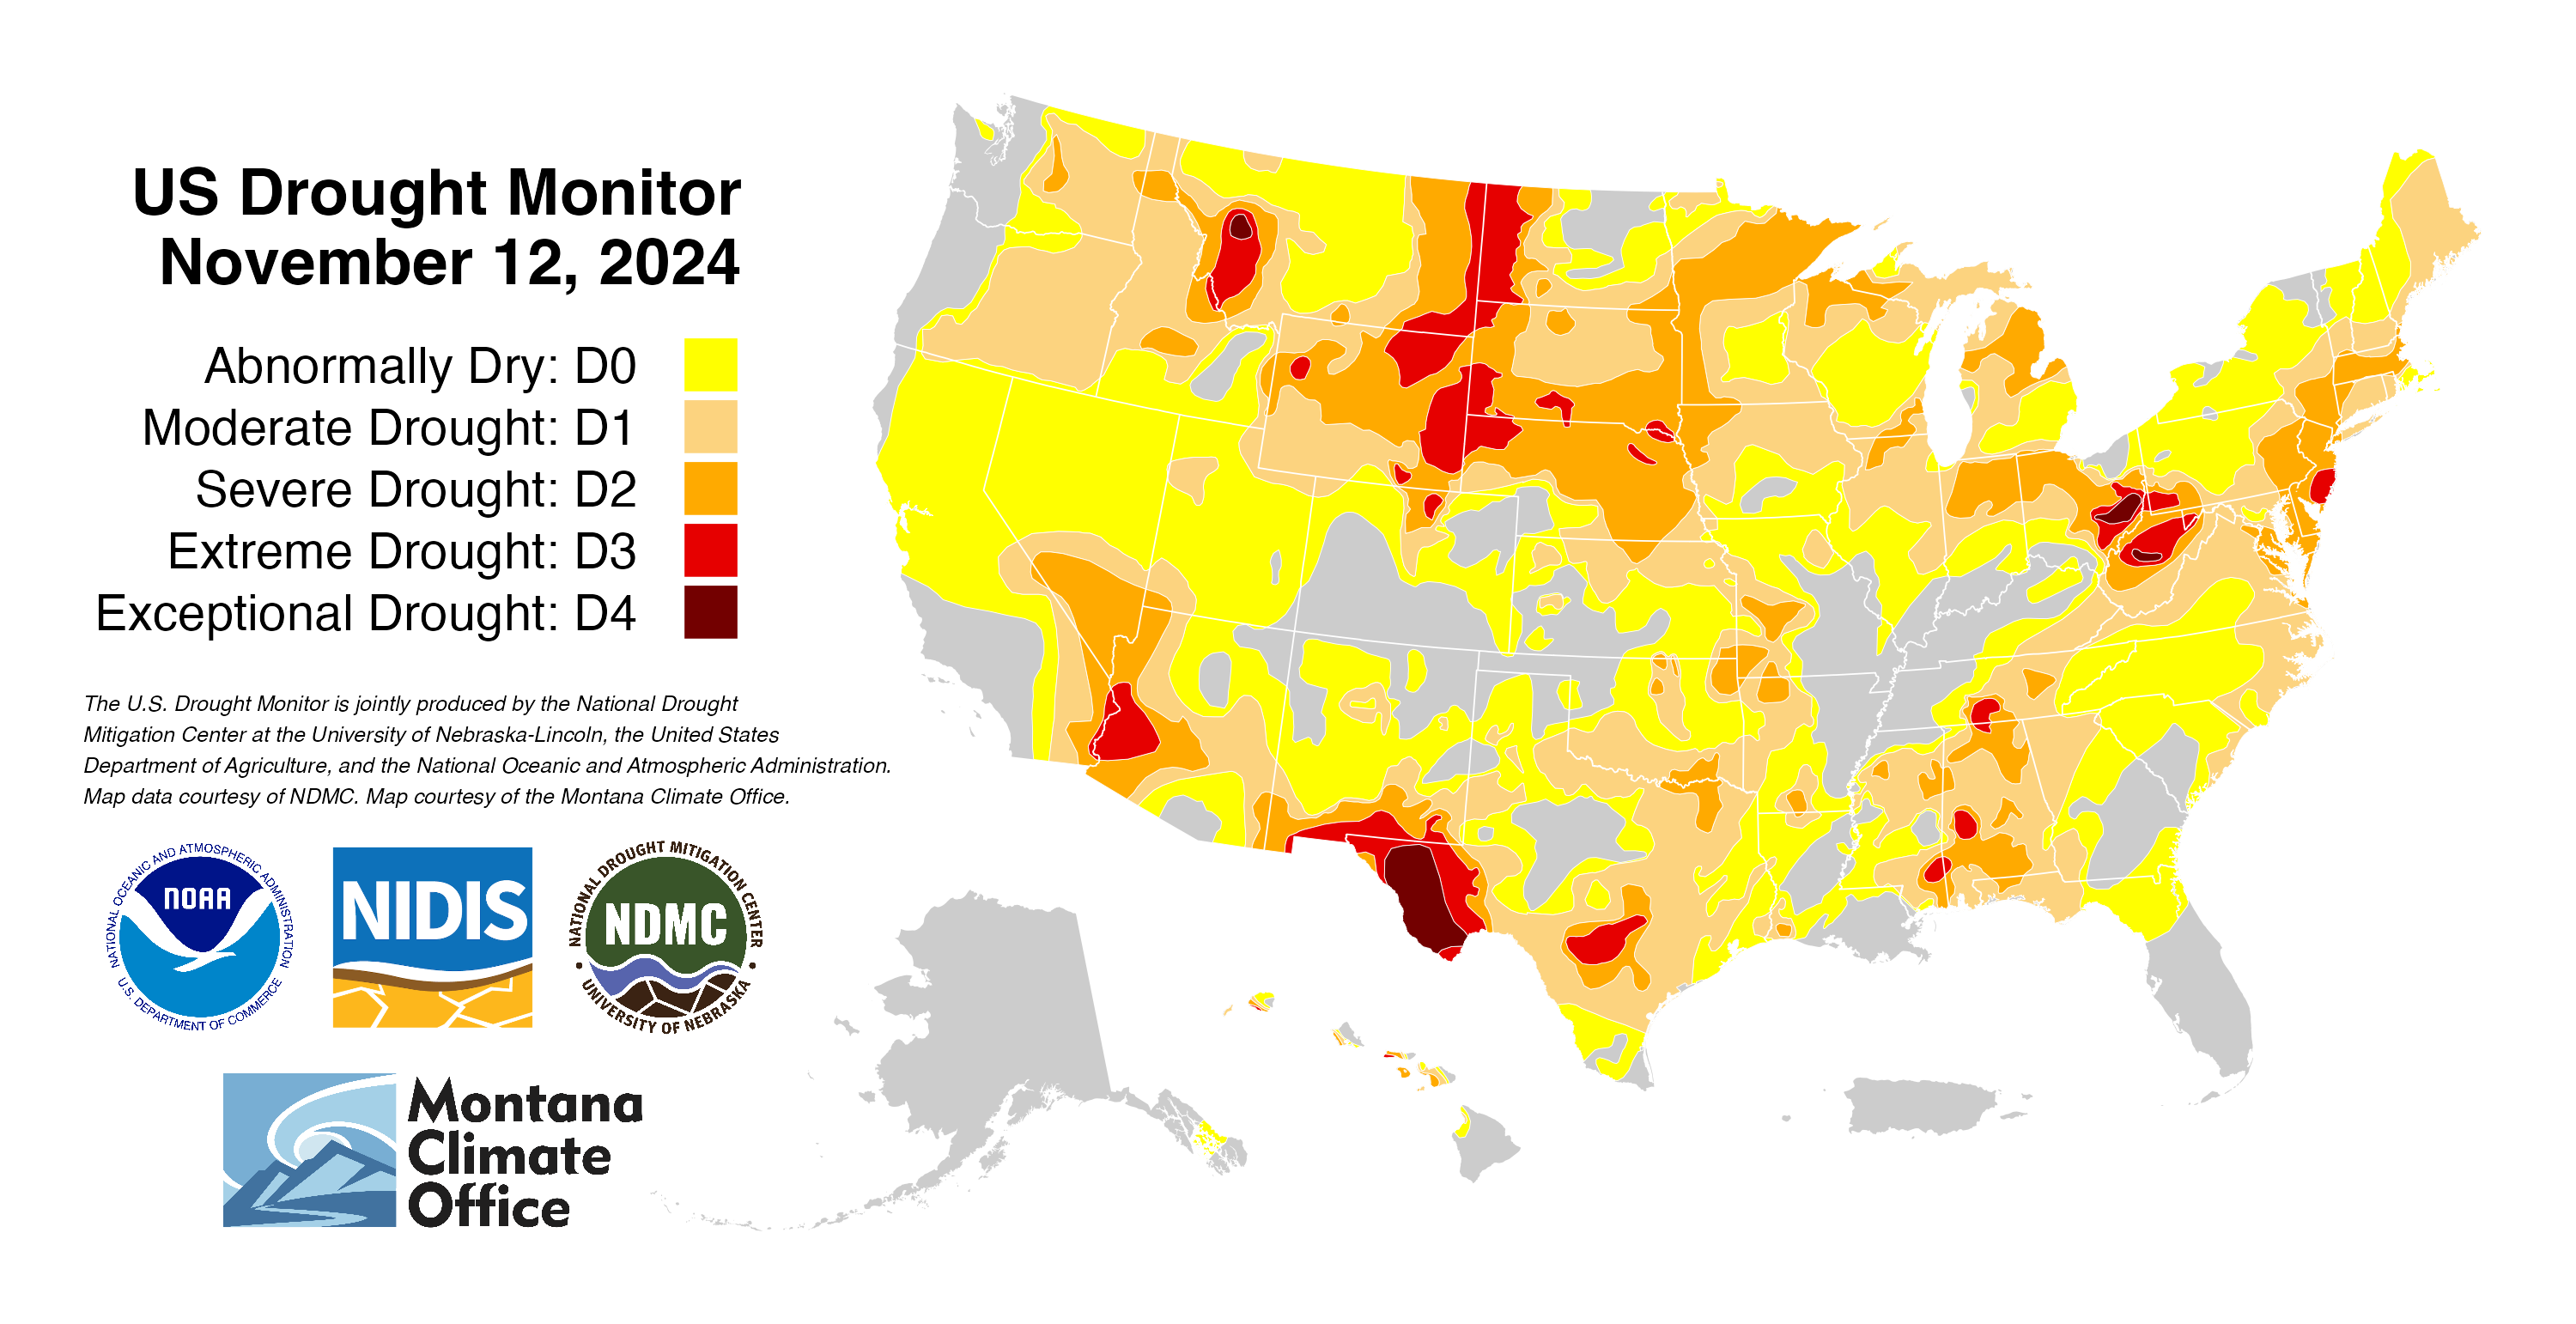 US Drought Monitor
November 12, 2024
Abnormally Dry: D0
Moderate Drought: D1
Severe Drought: D2
Extreme Drought: D3
Exceptional Drought: D4
The U.S. Drought Monitor is jointly produced by the National Drought
Mitigation Center at the University of Nebraska-Lincoln, the United States
Department of Agriculture, and the National Oceanic and Atmospheric Administration.
Map data courtesy of NDMC. Map courtesy of the Montana Climate Office.
NATIONAL OCEANIC AND ATMOSPHERIC ADMINISTRATION
NOAA
U.S. DEPARTMENT OF COMMERCE
NIDIS
NATIONAL DROUGHT MITIGATION CENTER
NDMC
UNIVERSITY OF NEBRASKA
Montana
Climate
Office